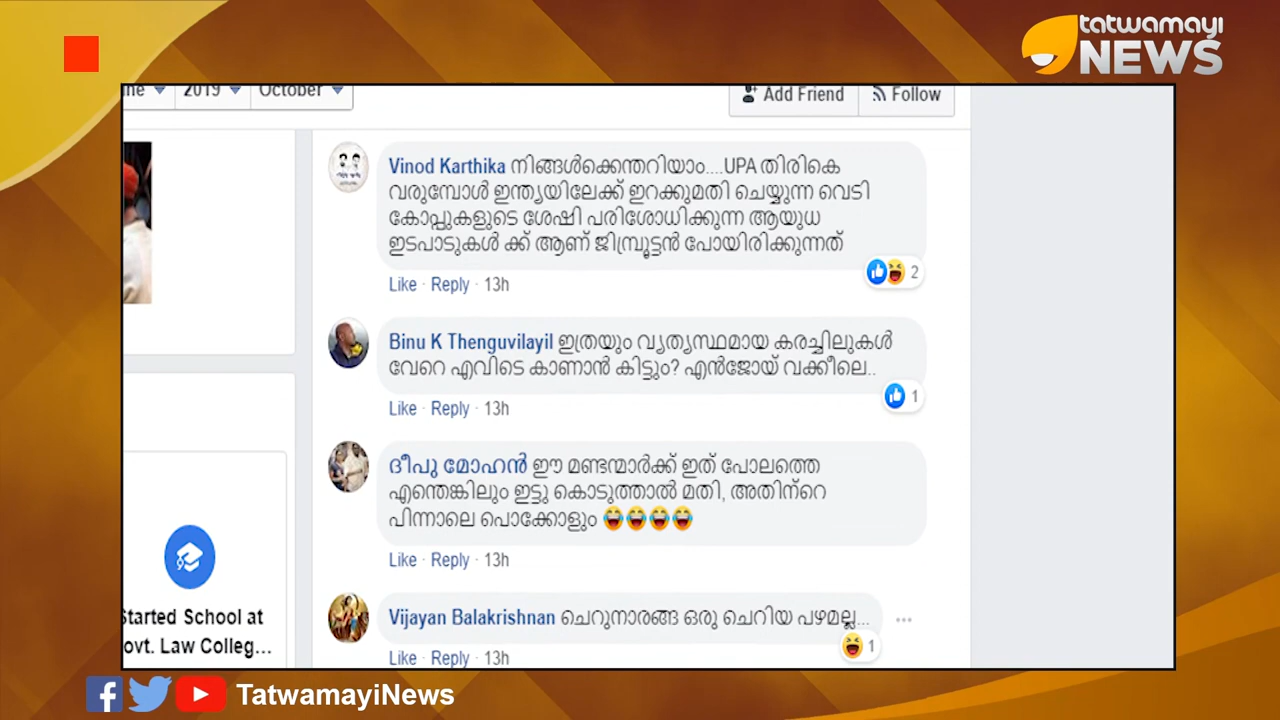 tatwamayi
NEWS
ne 2019 October
Add Friend Follow
Vinod Karthika നിങ്ങൾക്കെന്തറിയാം....UPA തിരികെ
വരുമ്പോൾ ഇന്ത്യയിലേക്ക് ഇറക്കുമതി ചെയ്യുന്ന വെടി
കോപ്പുകളുടെ ശേഷി പരിശോധിക്കുന്ന ആയുധ
ഇടപാടുകൾ ക്ക് ആണ് ജിമ്പ്രൂട്ടൻ പോയിരിക്കുന്നത്
2
Like · Reply · 13h
Binu K Thenguvilayil ഇത്രയും വ്യത്യസ്ഥമായ കരച്ചിലുകൾ
വേറെ എവിടെ കാണാൻ കിട്ടും? എൻജോയ് വക്കീലെ..
1
Like · Reply · 13h
ദീപു മോഹൻ ഈ മണ്ടന്മാർക്ക് ഇത് പോലത്തെ
എന്തെങ്കിലും ഇട്ടു കൊടുത്താൽ മതി, അതിന്റെ
പിന്നാലെ പൊക്കോളും 😂😂😂😂
Like · Reply · 13h
Vijayan Balakrishnan ചെറുനാരങ്ങ ഒരു ചെറിയ പഴമല്ല...
1
Like · Reply · 13h
Started School at
ovt. Law Colleg...
TatwamayiNews